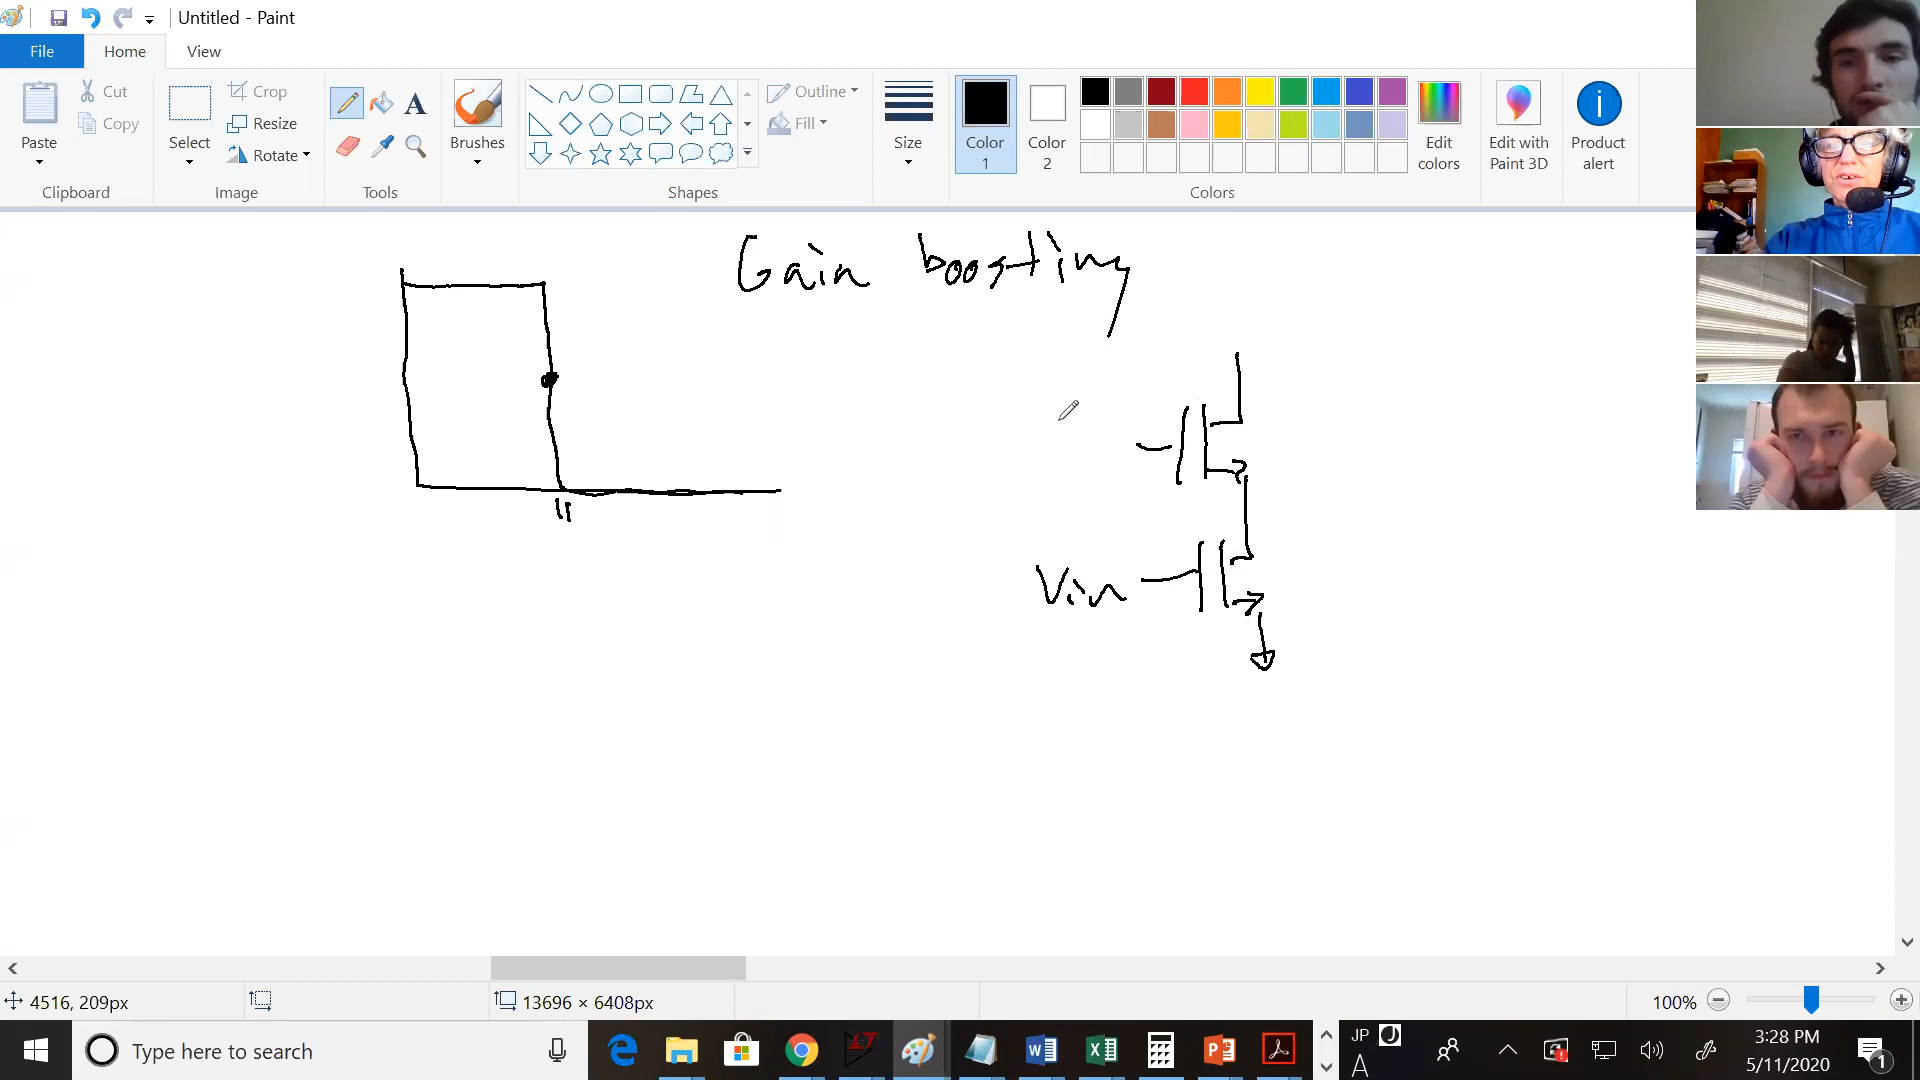 Untitled - Paint
File Home View
Paste
Cut
Copy
Clipboard
Select
Crop
Resize
Rotate
Image
A
Tools
Brushes
Shapes
Outline
Fill
Size
Color 1
Color 2
Colors
Edit colors
Edit with Paint 3D
Product alert
Gain boosting
Vin
4516, 209px
13696 × 6408px
100%
Type here to search
JP
A
3:28 PM
5/11/2020
1